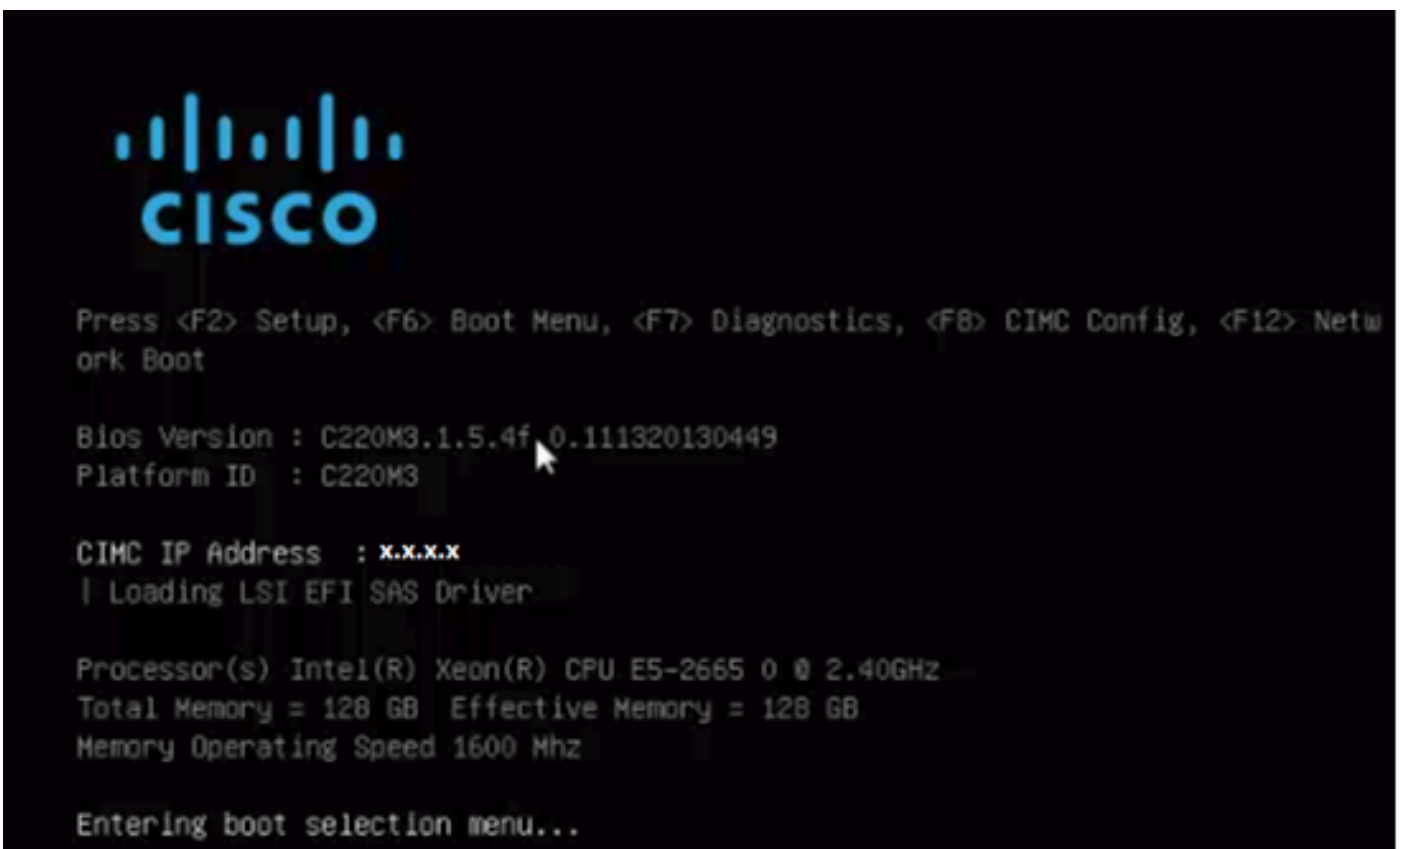 CISCO
Press <F2> Setup, <F6> Boot Menu, <F7> Diagnostics, <F8> CIMC Config, <F12> Netw
ork Boot
Bios Version : C220M3.1.5.4f.0.111320130449
Platform ID  : C220M3
CIMC IP Address  : x.x.x.x
| Loading LSI EFI SAS Driver
Processor(s) Intel(R) Xeon(R) CPU E5-2665 0 @ 2.40GHz
Total Memory = 128 GB  Effective Memory = 128 GB
Memory Operating Speed 1600 Mhz
Entering boot selection menu...